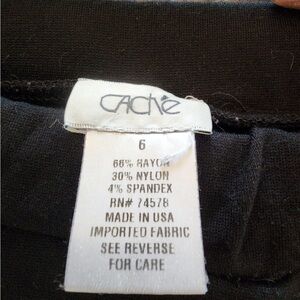 CAChé
6
66% RAYON
30% NYLON
4% SPANDEX
RN# 74578
MADE IN USA
IMPORTED FABRIC
SEE REVERSE
FOR CARE